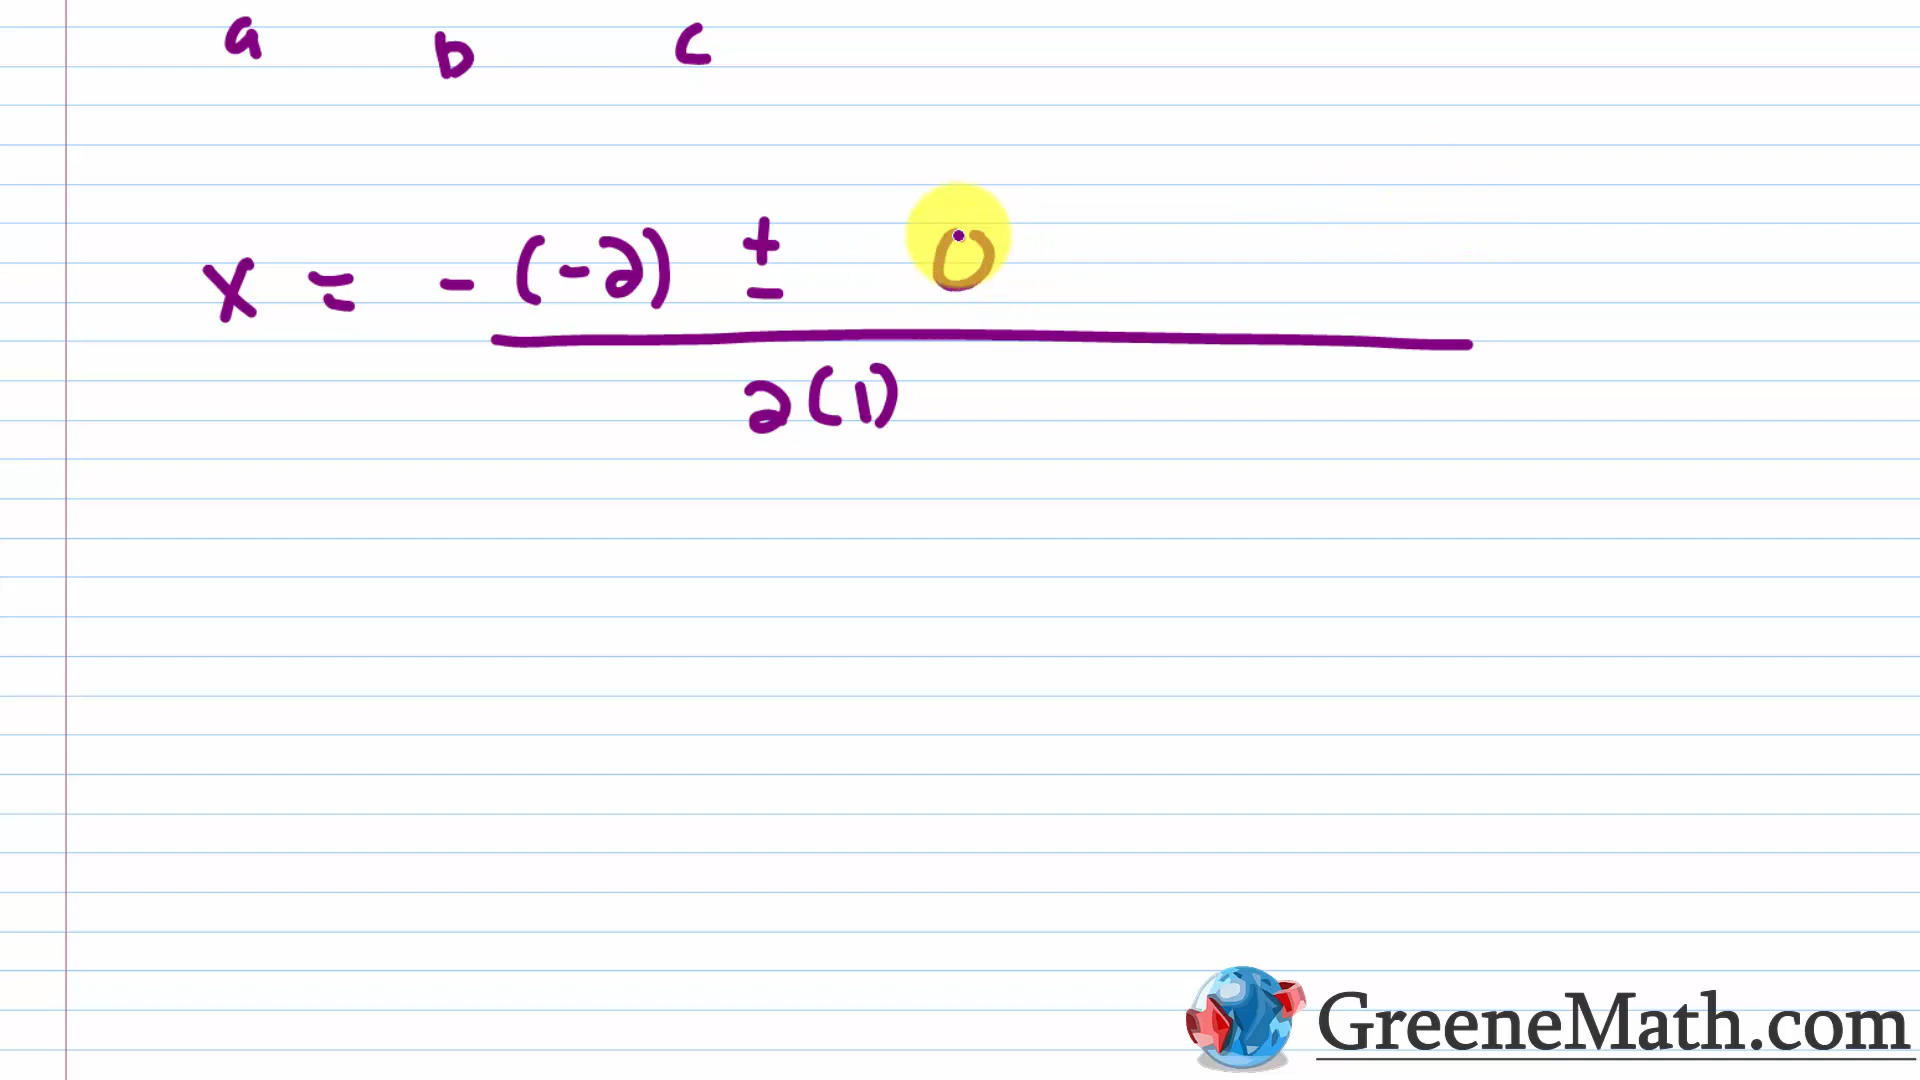 a b c
x = - (-2) ± 0
2(1)
GreeneMath.com